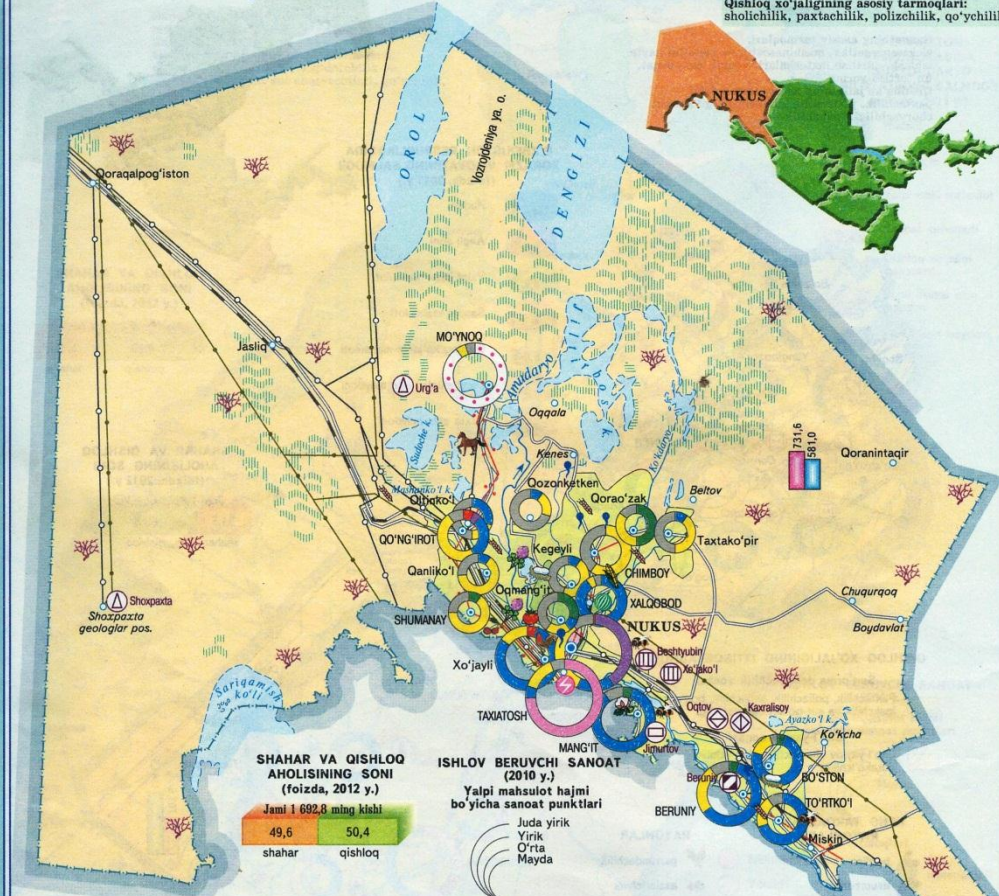 Qishloq xo'jaligining asosiy tarmoqlari:
sholichilik, paxtachilik, polizchilik, qo'ychilik
NUKUS
OROL
DENGIZI
Vozrojdeniya ya. o.
Qoraqalpog'iston
Jasliq
MO'YNOQ
Urg'a
Amudaryo
Oqqala
Sudoche k.
Kenes
Qozonketken
Mashanko'l k.
QO'NG'IROT
Qorao'zak
Beltov
Qoranintaqir
731,6
581,0
Taxtako'pir
Kegeyli
CHIMBOY
Qanliko'l
Oqmang'it
XALQOBOD
SHUMANAY
NUKUS
Shoxpaxta
Shoxpaxta
geologlar pos.
Chuqurqoq
Boydavlat
Beshtyubin
Xo'jako'l
Xo'jayli
Sariqamish
ko'li
TAXIATOSH
MANG'IT
Jimurtov
Oqtov
Kaxralisoy
Ayazko'l k.
Ko'kcha
Beruniy
BERUNIY
BO'STON
TO'RTKO'L
Miskin
SHAHAR VA QISHLOQ
AHOLISINING SONI
(foizda, 2012 y.)
Jami 1 692,8 ming kishi
49,6
50,4
shahar
qishloq
ISHLOV BERUVCHI SANOAT
(2010 y.)
Yalpi mahsulot hajmi
bo'yicha sanoat punktlari
Juda yirik
Yirik
O'rta
Mayda